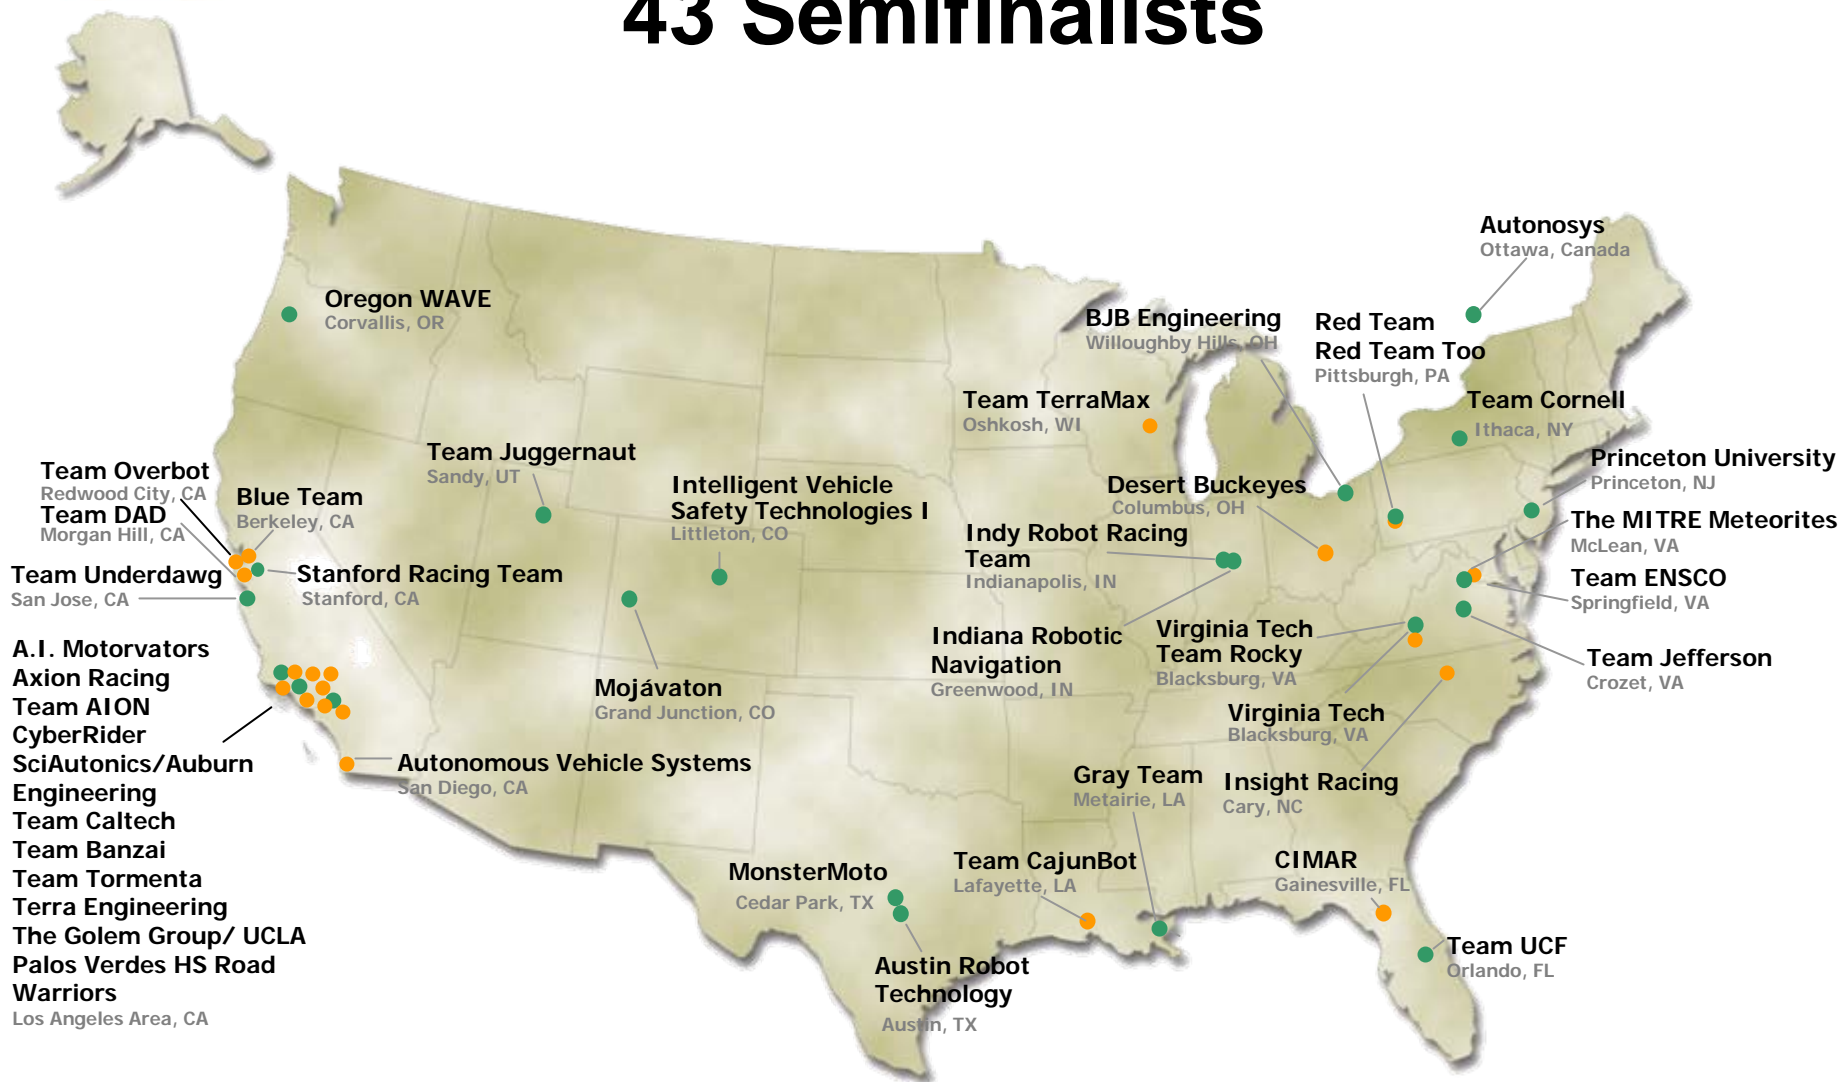 43 Semifinalists
Autonosys
Ottawa, Canada
Oregon WAVE
Corvallis, OR
BJB Engineering
Willoughby Hills, OH
Red Team
Red Team Too
Pittsburgh, PA
Team TerraMax
Oshkosh, WI
Team Cornell
Ithaca, NY
Team Juggernaut
Sandy, UT
Princeton University
Princeton, NJ
Team Overbot
Redwood City, CA
Team DAD
Morgan Hill, CA
Blue Team
Berkeley, CA
Intelligent Vehicle
Safety Technologies I
Littleton, CO
Desert Buckeyes
Columbus, OH
Indy Robot Racing
Team
Indianapolis, IN
The MITRE Meteorites
McLean, VA
Team ENSCO
Springfield, VA
Team Underdawg
San Jose, CA
Stanford Racing Team
Stanford, CA
Indiana Robotic
Navigation
Greenwood, IN
Virginia Tech
Team Rocky
Blacksburg, VA
Team Jefferson
Crozet, VA
A.I. Motorvators
Axion Racing
Team AION
CyberRider
SciAutonics/Auburn
Engineering
Team Caltech
Team Banzai
Team Tormenta
Terra Engineering
The Golem Group/ UCLA
Palos Verdes HS Road
Warriors
Los Angeles Area, CA
Mojávaton
Grand Junction, CO
Virginia Tech
Blacksburg, VA
Autonomous Vehicle Systems
San Diego, CA
Gray Team
Metairie, LA
Insight Racing
Cary, NC
MonsterMoto
Cedar Park, TX
Team CajunBot
Lafayette, LA
CIMAR
Gainesville, FL
Team UCF
Orlando, FL
Austin Robot
Technology
Austin, TX